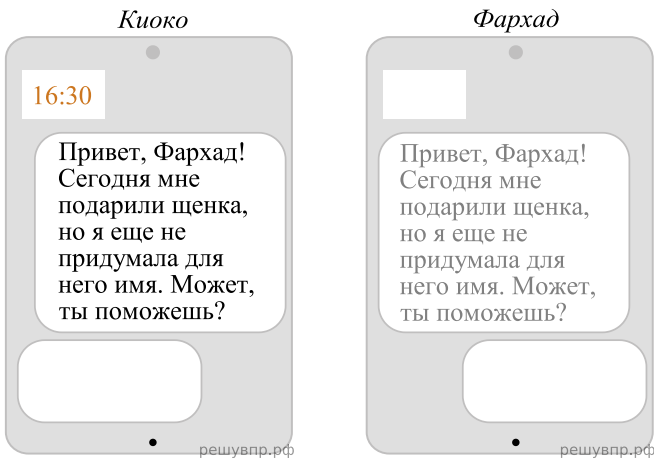 Киоко
16:30
Привет, Фархад!
Сегодня мне
подарили щенка,
но я еще не
придумала для
него имя. Может,
ты поможешь?
решувпр.рф
Фархад
Привет, Фархад!
Сегодня мне
подарили щенка,
но я еще не
придумала для
него имя. Может,
ты поможешь?
решувпр.рф